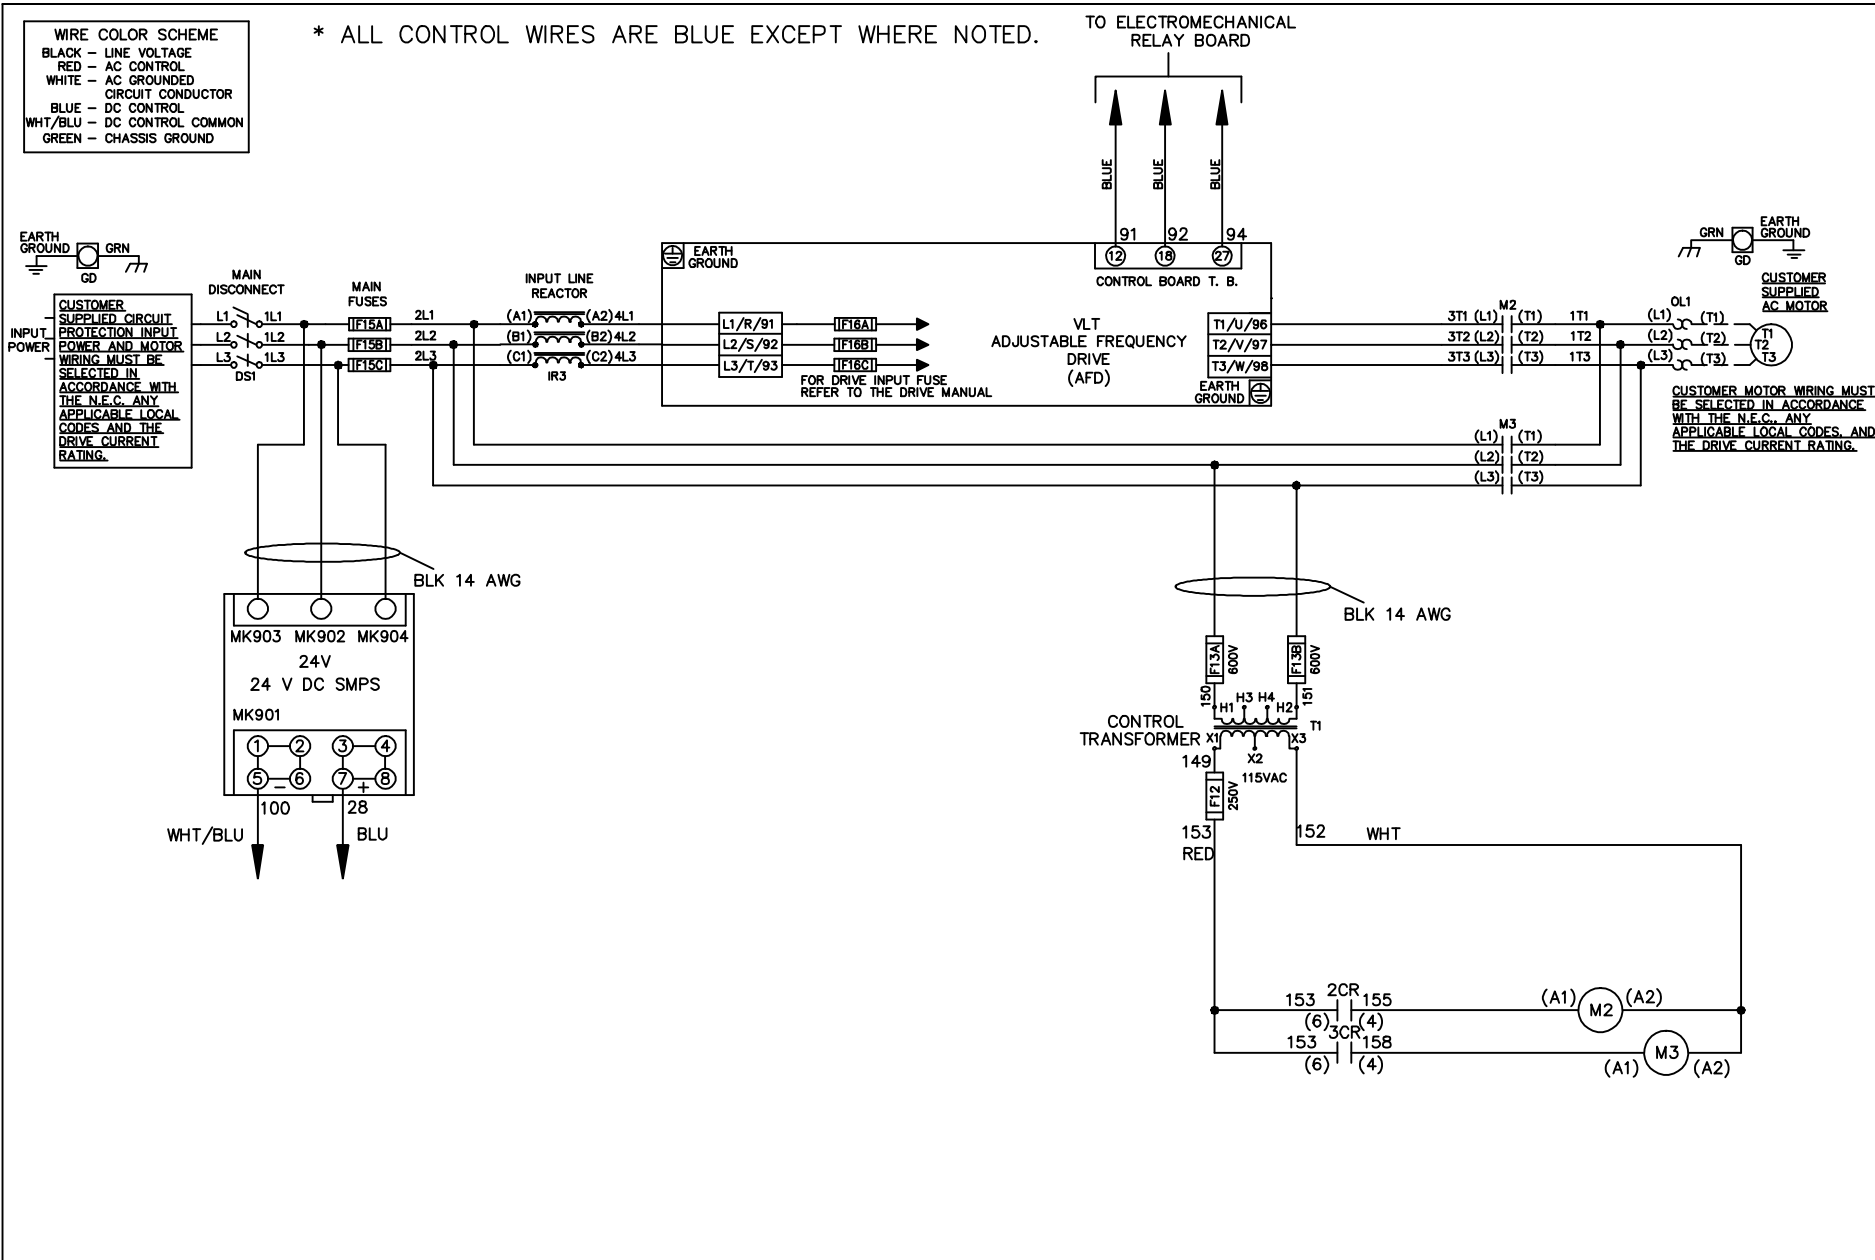 WIRE COLOR SCHEME
BLACK – LINE VOLTAGE
RED – AC CONTROL
WHITE – AC GROUNDED
CIRCUIT CONDUCTOR
BLUE – DC CONTROL
WHT/BLU – DC CONTROL COMMON
GREEN – CHASSIS GROUND
* ALL CONTROL WIRES ARE BLUE EXCEPT WHERE NOTED.
TO ELECTROMECHANICAL
RELAY BOARD
BLUE
BLUE
BLUE
91 92 94
12 18 27
CONTROL BOARD T. B.
EARTH
GROUND
GRN
GD
INPUT
POWER
CUSTOMER
SUPPLIED CIRCUIT
PROTECTION INPUT
POWER AND MOTOR
WIRING MUST BE
SELECTED IN
ACCORDANCE WITH
THE N.E.C. ANY
APPLICABLE LOCAL
CODES AND THE
DRIVE CURRENT
RATING.
MAIN
DISCONNECT
L1 1L1
L2 1L2
L3 1L3
DS1
MAIN
FUSES
F15A
F15B
F15C
2L1
2L2
2L3
INPUT LINE
REACTOR
(A1) (A2) 4L1
(B1) (B2) 4L2
(C1) (C2) 4L3
IR3
EARTH
GROUND
L1/R/91
L2/S/92
L3/T/93
F16A
F16B
F16C
FOR DRIVE INPUT FUSE
REFER TO THE DRIVE MANUAL
VLT
ADJUSTABLE FREQUENCY
DRIVE
(AFD)
T1/U/96
T2/V/97
T3/W/98
EARTH
GROUND
M2
3T1 (L1) (T1) 1T1
3T2 (L2) (T2) 1T2
3T3 (L3) (T3) 1T3
OL1
(L1) (T1)
(L2) (T2)
(L3) (T3)
T1
T2
T3
GRN
EARTH
GROUND
GD
CUSTOMER
SUPPLIED
AC MOTOR
CUSTOMER MOTOR WIRING MUST
BE SELECTED IN ACCORDANCE
WITH THE N.E.C., ANY
APPLICABLE LOCAL CODES, AND
THE DRIVE CURRENT RATING.
M3
(L1) (T1)
(L2) (T2)
(L3) (T3)
BLK 14 AWG
MK903 MK902 MK904
24V
24 V DC SMPS
MK901
1 2 3 4
5 – 6 7 + 8
100 28
WHT/BLU BLU
BLK 14 AWG
F13A 600V
F13B 600V
150 151
H1 H3 H4 H2
T1
CONTROL
TRANSFORMER
X1 X2 X3
149
115VAC
F12 250V
153
RED
152 WHT
2CR
153 155
(6) (4)
(A1) M2 (A2)
3CR
153 158
(6) (4)
(A1) M3 (A2)